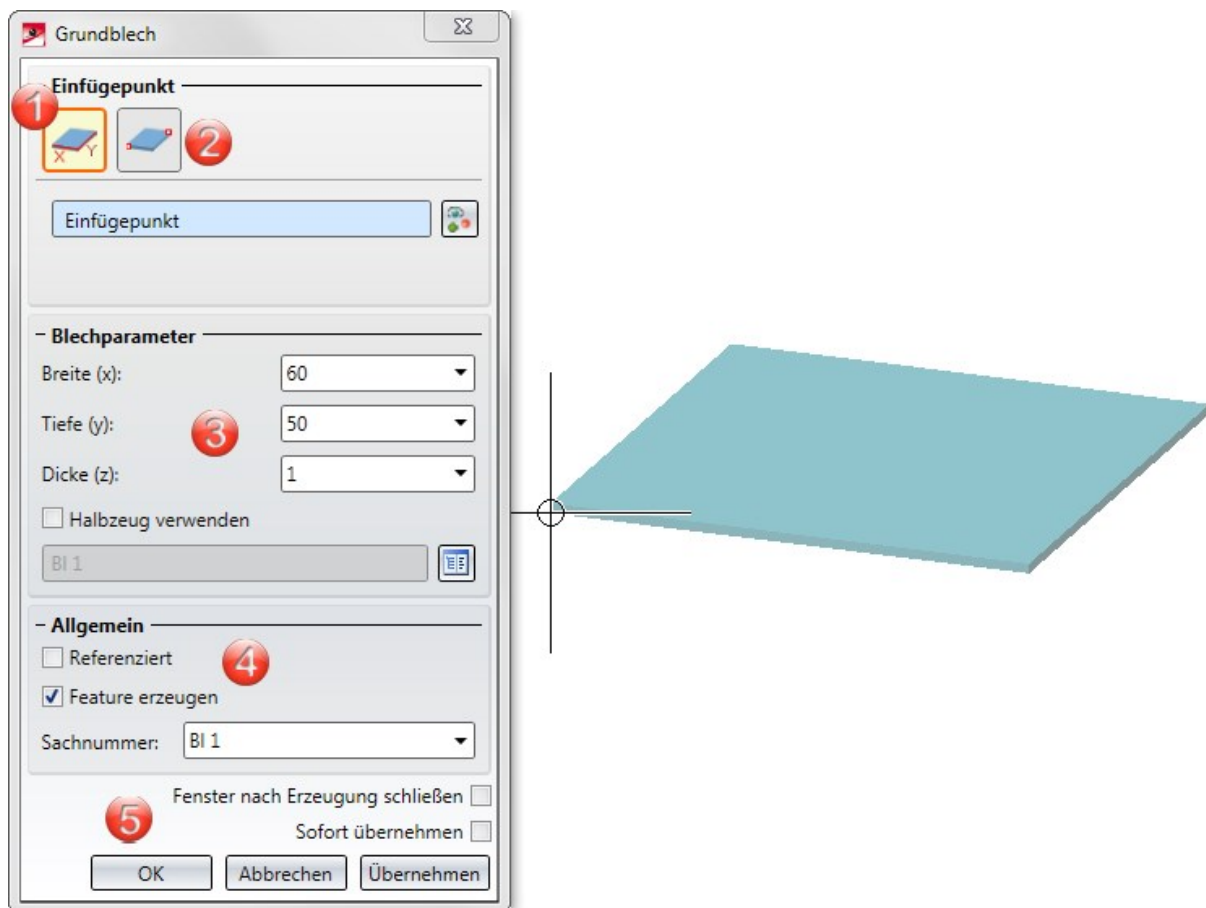 Grundblech
Einfügepunkt
1
X Y
2
Einfügepunkt
Blechparameter
Breite (x): 60
Tiefe (y): 50
3
Dicke (z): 1
Halbzeug verwenden
Bl 1
Allgemein
Referenziert
4
Feature erzeugen
Sachnummer: Bl 1
Fenster nach Erzeugung schließen
5
Sofort übernehmen
OK Abbrechen Übernehmen